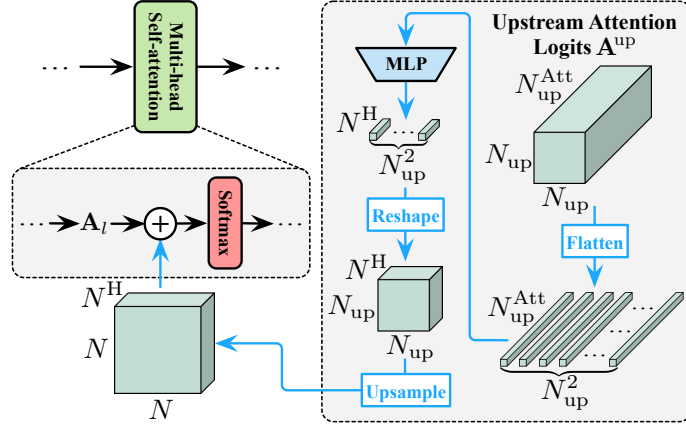 Multi-head
Self-attention
...
...
...
A_l
+
Softmax
...
N^H
N
N
Upstream Attention
Logits A^up
MLP
N^H
...
N_up^2
Reshape
N^H
N_up
N_up
Upsample
N_up^Att
N_up
N_up
Flatten
N_up^Att
...
...
N_up^2